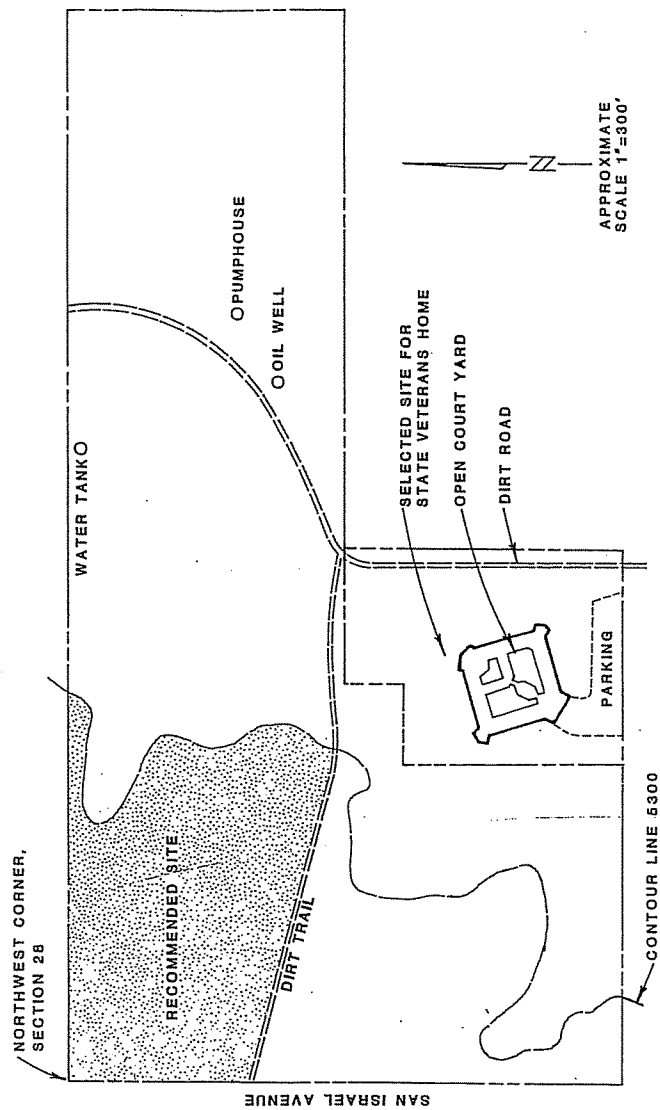 NORTHWEST CORNER,
SECTION 28
WATER TANK
PUMPHOUSE
OIL WELL
RECOMMENDED SITE
DIRT TRAIL
SAN ISRAEL AVENUE
SELECTED SITE FOR
STATE VETERANS HOME
OPEN COURT YARD
DIRT ROAD
PARKING
CONTOUR LINE 5300
N
APPROXIMATE
SCALE 1"=300'